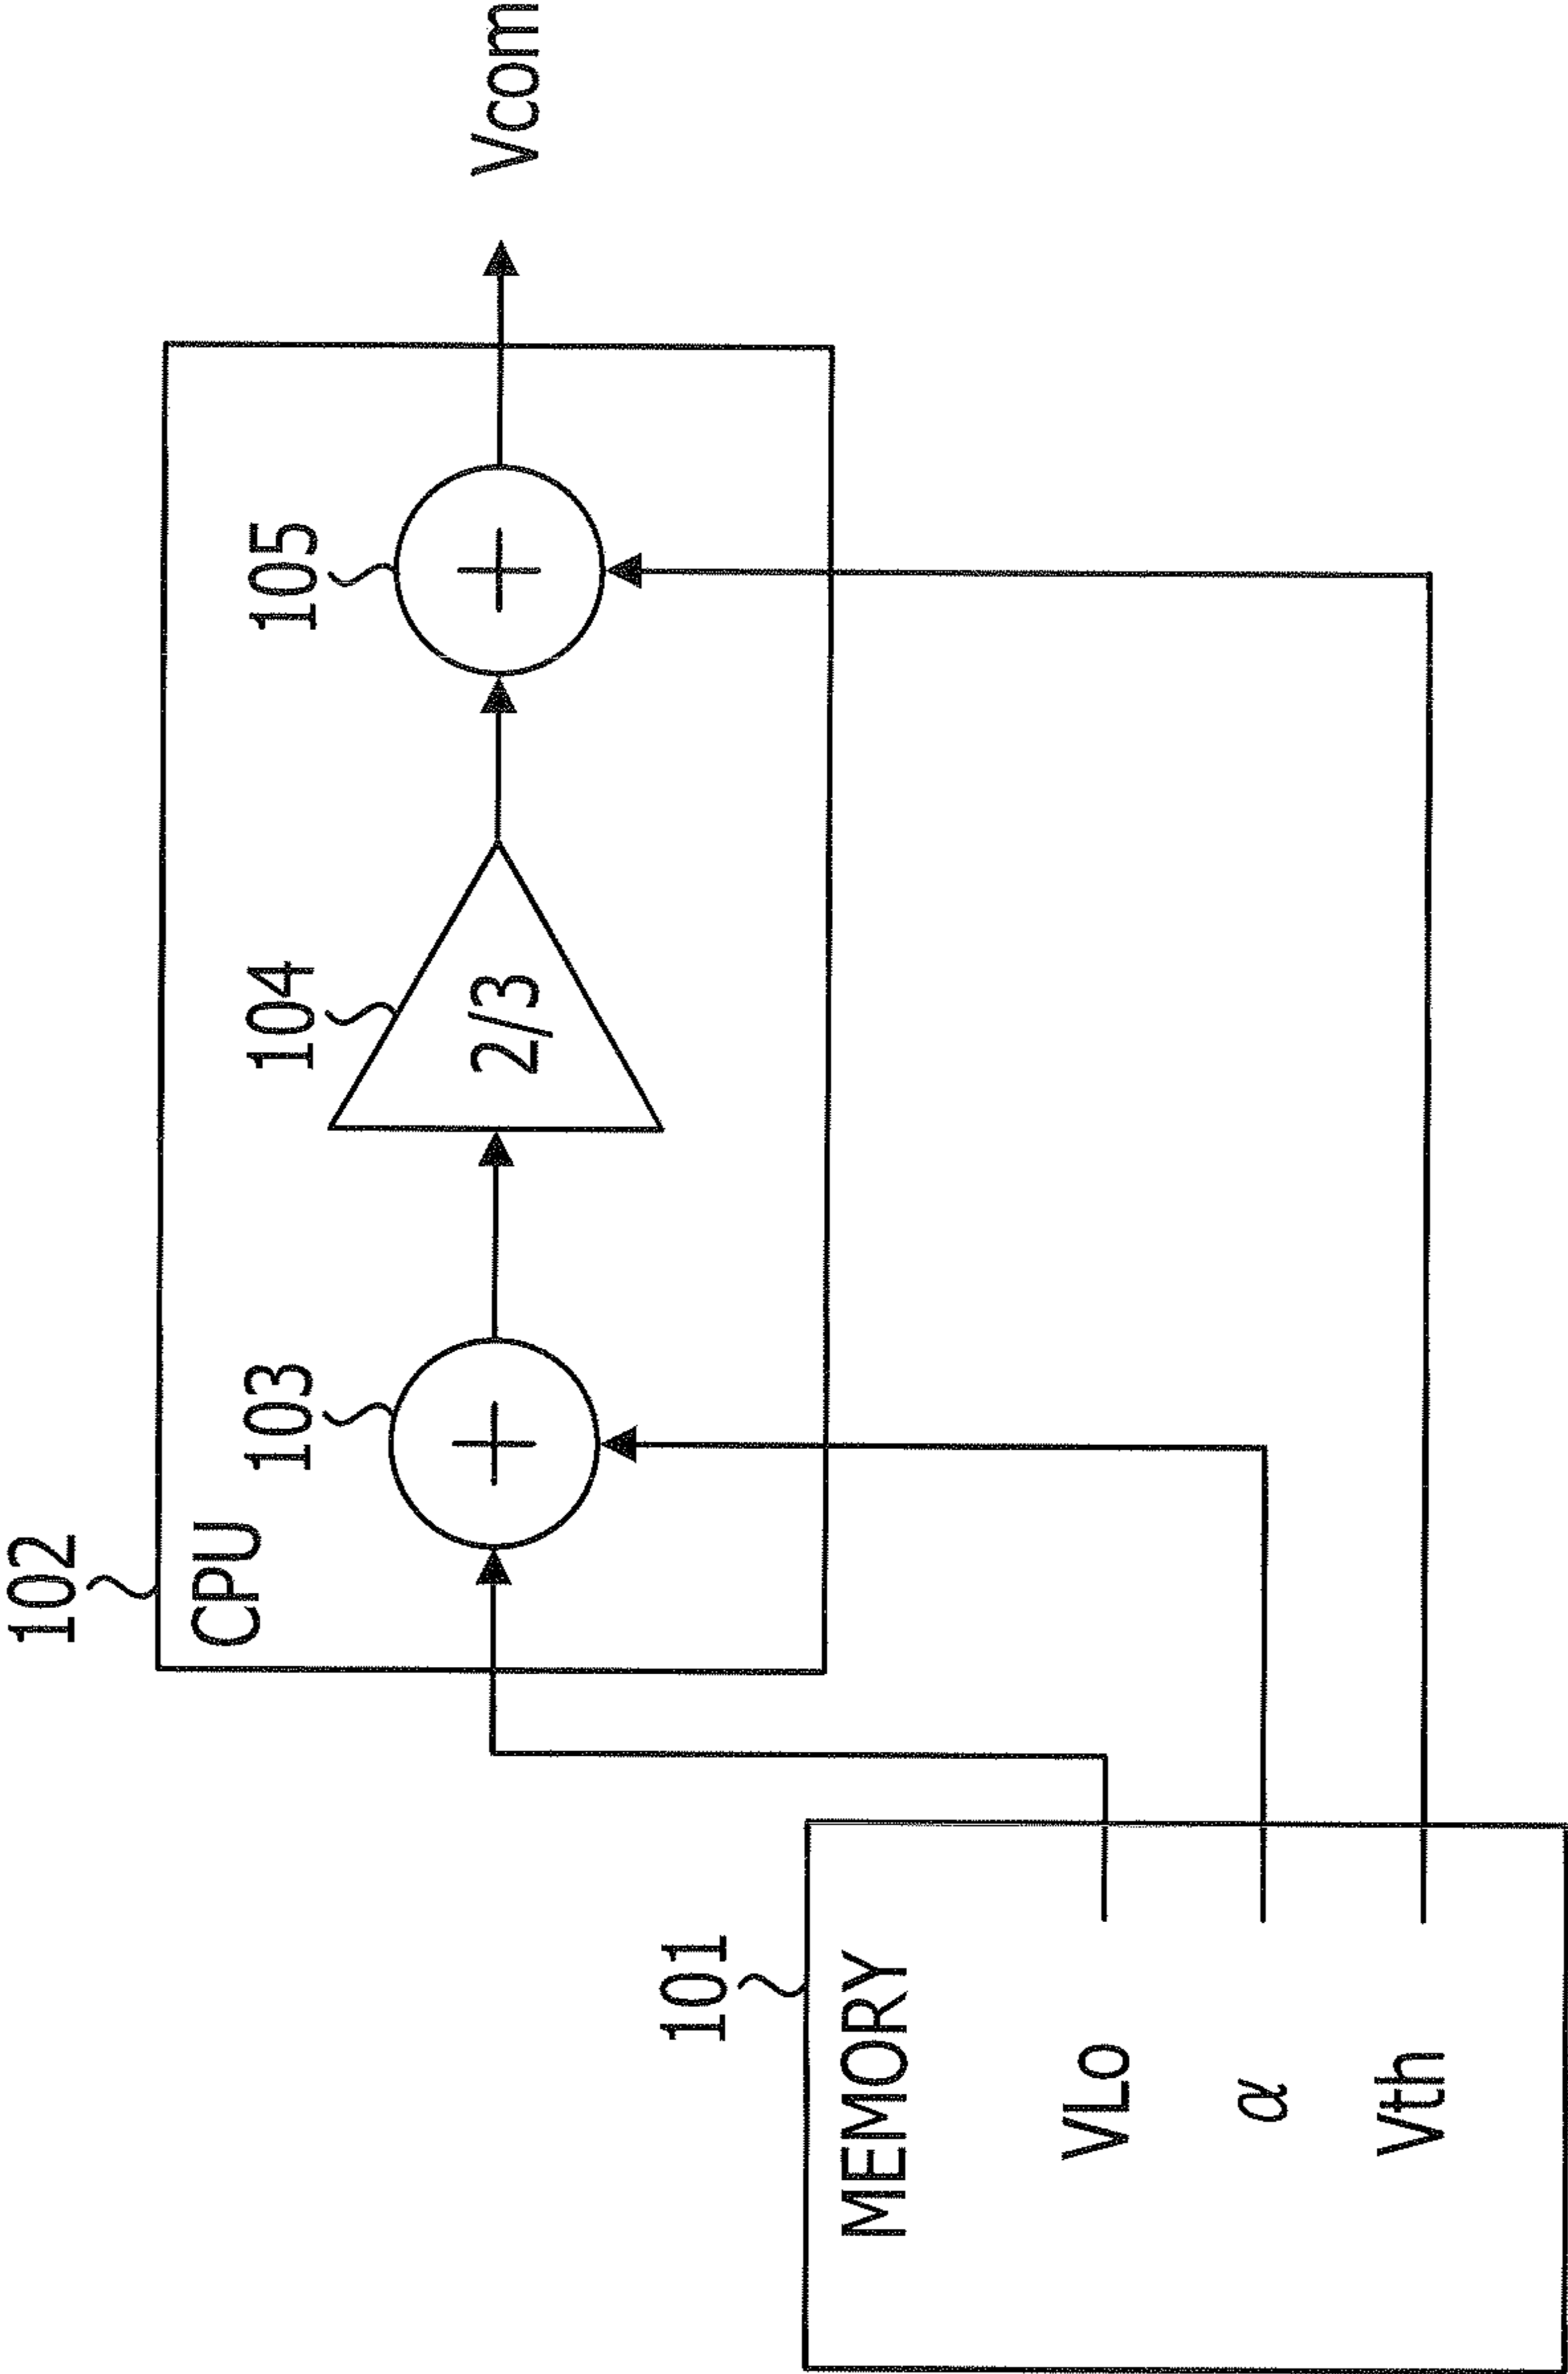 102
CPU
103
104
2/3
105
Vcom
101
MEMORY
VLo
α
Vth